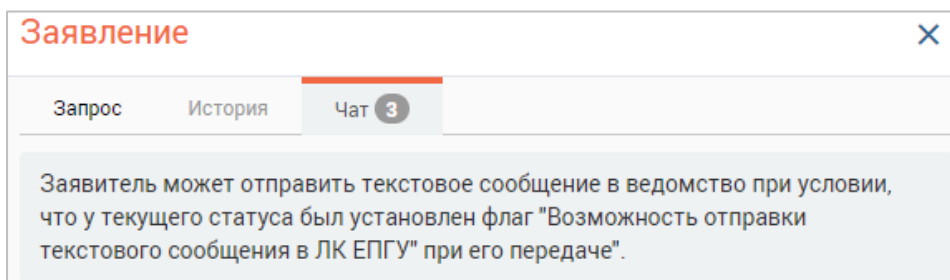 Заявление
Запрос История Чат 3
Заявитель может отправить текстовое сообщение в ведомство при условии,
что у текущего статуса был установлен флаг "Возможность отправки
текстового сообщения в ЛК ЕПГУ" при его передаче".